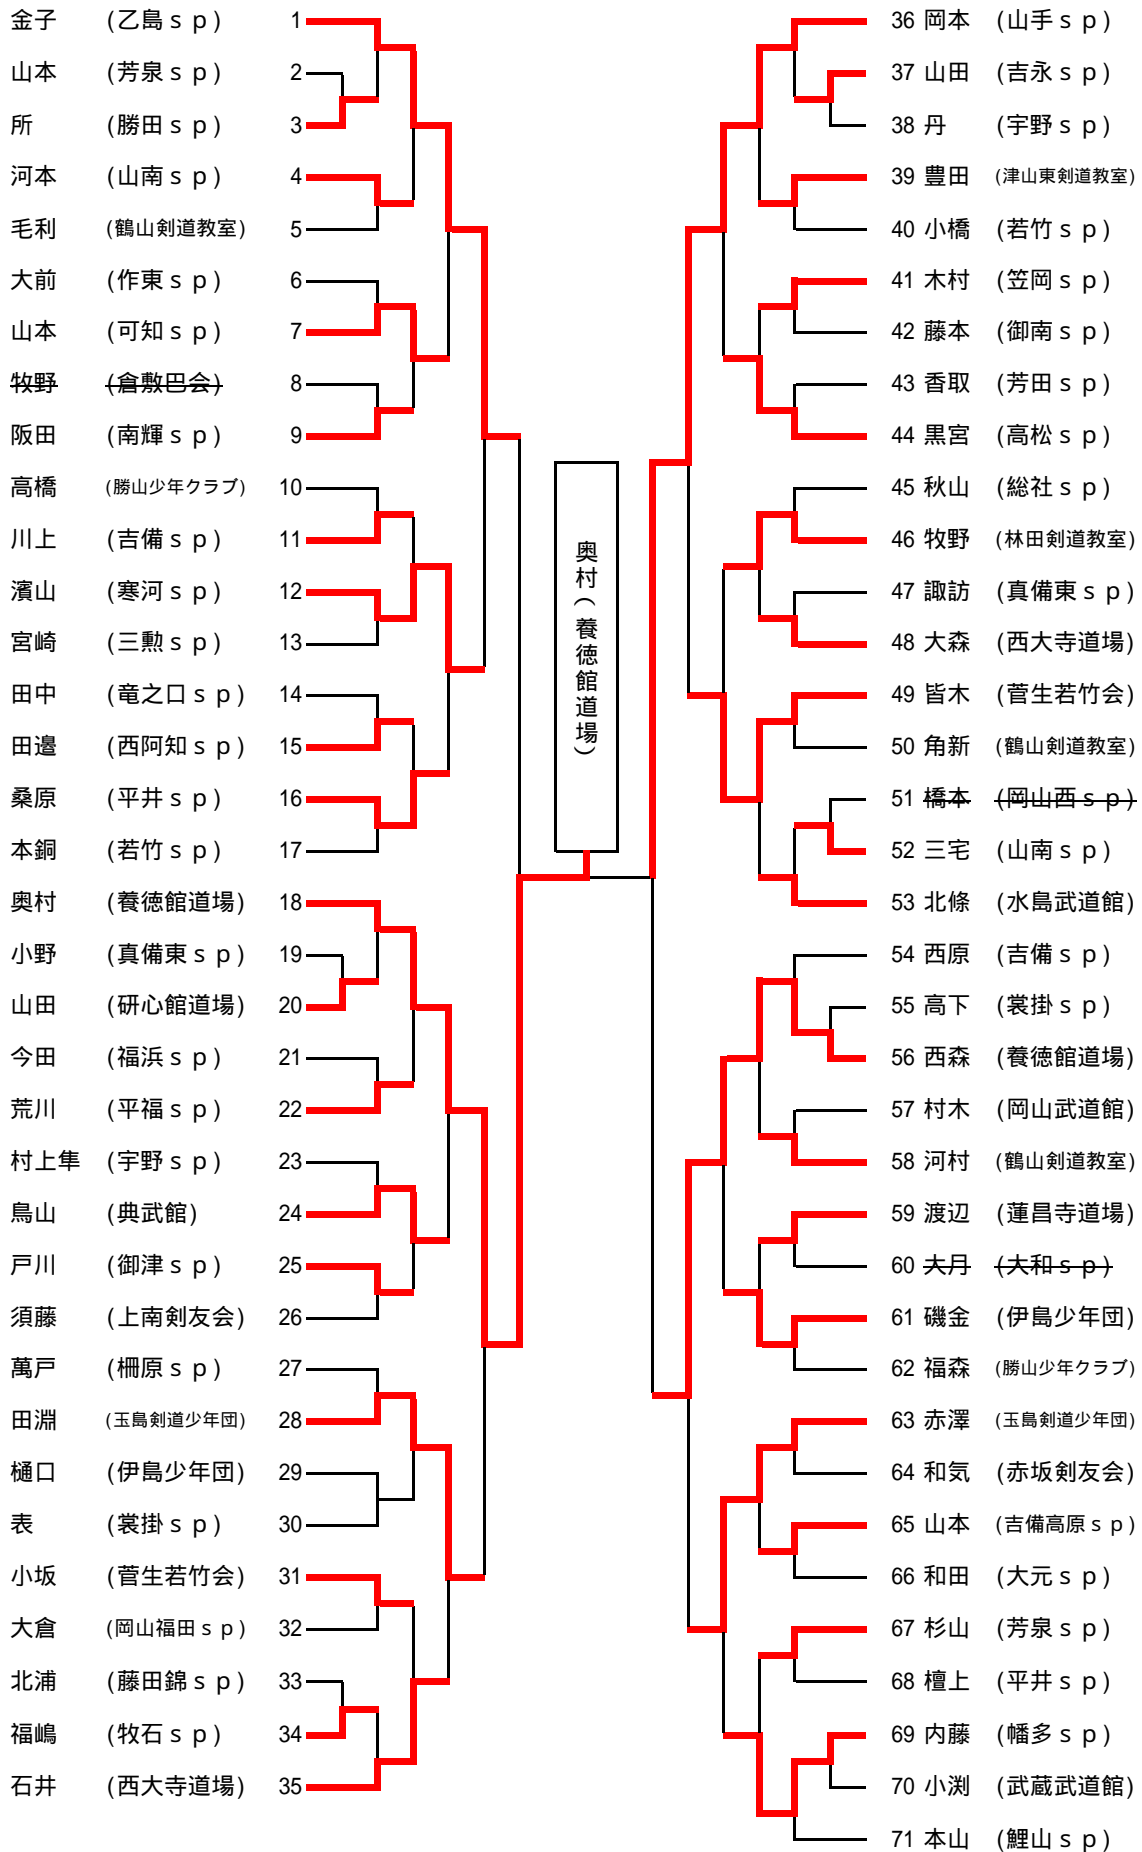 金子 (乙島ｓｐ) 1
山本 (芳泉ｓｐ) 2
所 (勝田ｓｐ) 3
河本 (山南ｓｐ) 4
毛利 (鶴山剣道教室) 5
大前 (作東ｓｐ) 6
山本 (可知ｓｐ) 7
牧野 (倉敷巴会) 8
阪田 (南輝ｓｐ) 9
高橋 (勝山少年クラブ) 10
川上 (吉備ｓｐ) 11
濱山 (寒河ｓｐ) 12
宮崎 (三勲ｓｐ) 13
田中 (竜之口ｓｐ) 14
田邉 (西阿知ｓｐ) 15
桑原 (平井ｓｐ) 16
本銅 (若竹ｓｐ) 17
奥村 (養徳館道場) 18
小野 (真備東ｓｐ) 19
山田 (研心館道場) 20
今田 (福浜ｓｐ) 21
荒川 (平福ｓｐ) 22
村上隼 (宇野ｓｐ) 23
鳥山 (典武館) 24
戸川 (御津ｓｐ) 25
須藤 (上南剣友会) 26
萬戸 (柵原ｓｐ) 27
田淵 (玉島剣道少年団) 28
樋口 (伊島少年団) 29
表 (裳掛ｓｐ) 30
小坂 (菅生若竹会) 31
大倉 (岡山福田ｓｐ) 32
北浦 (藤田錦ｓｐ) 33
福嶋 (牧石ｓｐ) 34
石井 (西大寺道場) 35
奥村(養徳館道場)
36 岡本 (山手ｓｐ)
37 山田 (吉永ｓｐ)
38 丹 (宇野ｓｐ)
39 豊田 (津山東剣道教室)
40 小橋 (若竹ｓｐ)
41 木村 (笠岡ｓｐ)
42 藤本 (御南ｓｐ)
43 香取 (芳田ｓｐ)
44 黒宮 (高松ｓｐ)
45 秋山 (総社ｓｐ)
46 牧野 (林田剣道教室)
47 諏訪 (真備東ｓｐ)
48 大森 (西大寺道場)
49 皆木 (菅生若竹会)
50 角新 (鶴山剣道教室)
51 橋本 (岡山西ｓｐ)
52 三宅 (山南ｓｐ)
53 北條 (水島武道館)
54 西原 (吉備ｓｐ)
55 高下 (裳掛ｓｐ)
56 西森 (養徳館道場)
57 村木 (岡山武道館)
58 河村 (鶴山剣道教室)
59 渡辺 (蓮昌寺道場)
60 大月 (大和ｓｐ)
61 磯金 (伊島少年団)
62 福森 (勝山少年クラブ)
63 赤澤 (玉島剣道少年団)
64 和気 (赤坂剣友会)
65 山本 (吉備高原ｓｐ)
66 和田 (大元ｓｐ)
67 杉山 (芳泉ｓｐ)
68 檀上 (平井ｓｐ)
69 内藤 (幡多ｓｐ)
70 小渕 (武蔵武道館)
71 本山 (鯉山ｓｐ)